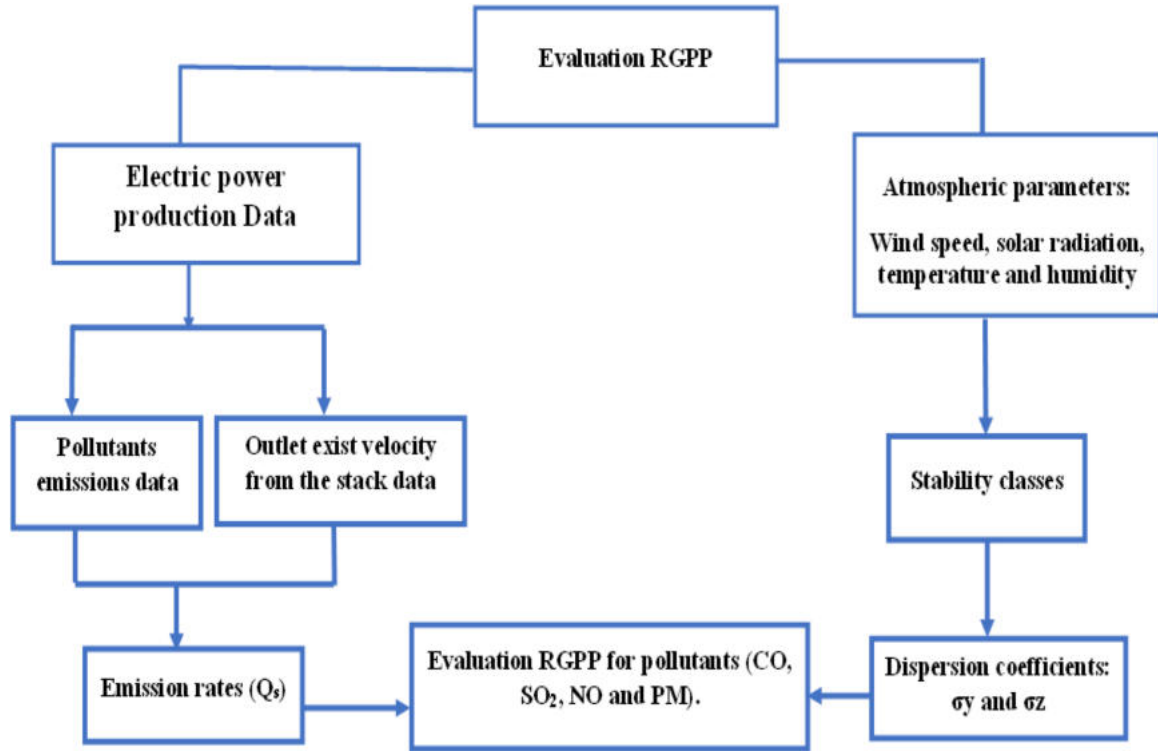 Evaluation RGPP
Electric power
production Data
Atmospheric parameters:
Wind speed, solar radiation,
temperature and humidity
Pollutants
emissions data
Outlet exist velocity
from the stack data
Stability classes
Emission rates (Qₛ)
Evaluation RGPP for pollutants (CO,
SO₂, NO and PM).
Dispersion coefficients:
σy and σz